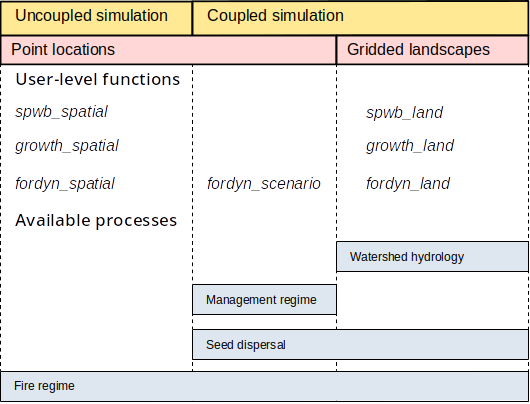 Uncoupled simulation
Coupled simulation
Point locations
Gridded landscapes
User-level functions
spwb_spatial
spwb_land
growth_spatial
growth_land
fordyn_spatial
fordyn_scenario
fordyn_land
Available processes
Watershed hydrology
Management regime
Seed dispersal
Fire regime